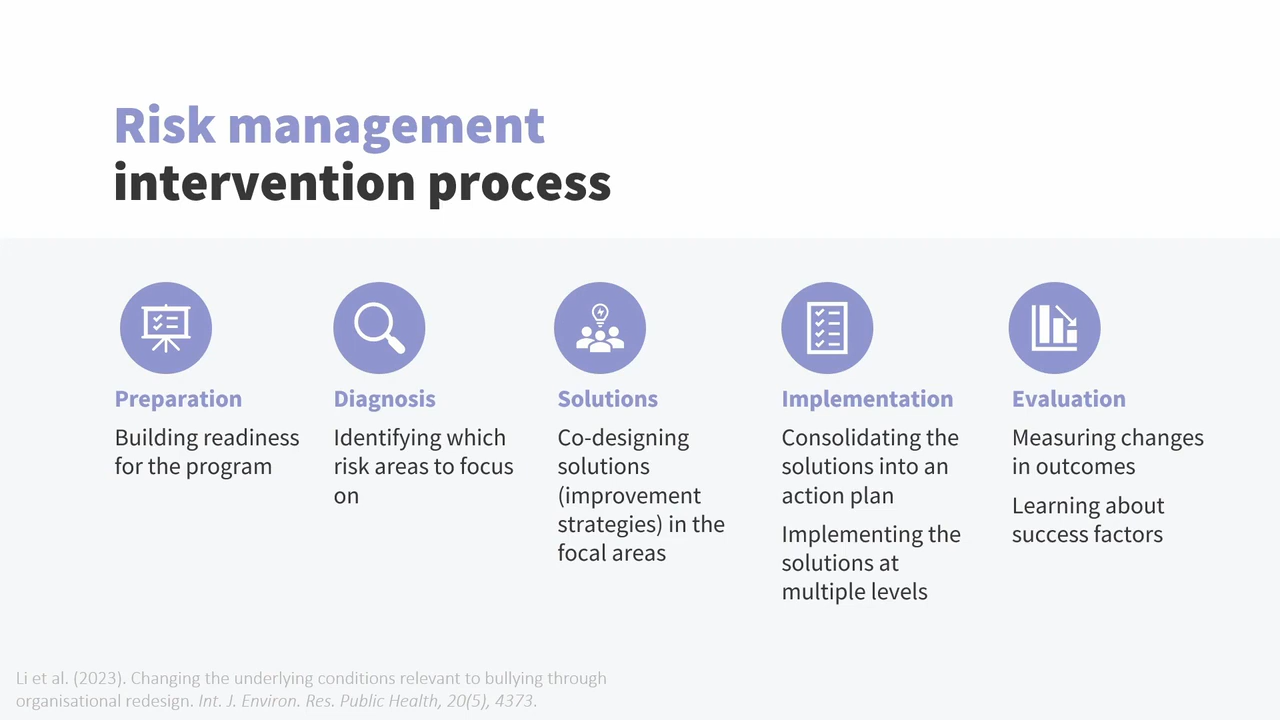 Risk management
intervention process
Preparation
Building readiness
for the program
Diagnosis
Identifying which
risk areas to focus
on
Solutions
Co-designing
solutions
(improvement
strategies) in the
focal areas
Implementation
Consolidating the
solutions into an
action plan
Implementing the
solutions at
multiple levels
Evaluation
Measuring changes
in outcomes
Learning about
success factors
Li et al. (2023). Changing the underlying conditions relevant to bullying through
organisational redesign. Int. J. Environ. Res. Public Health, 20(5), 4373.